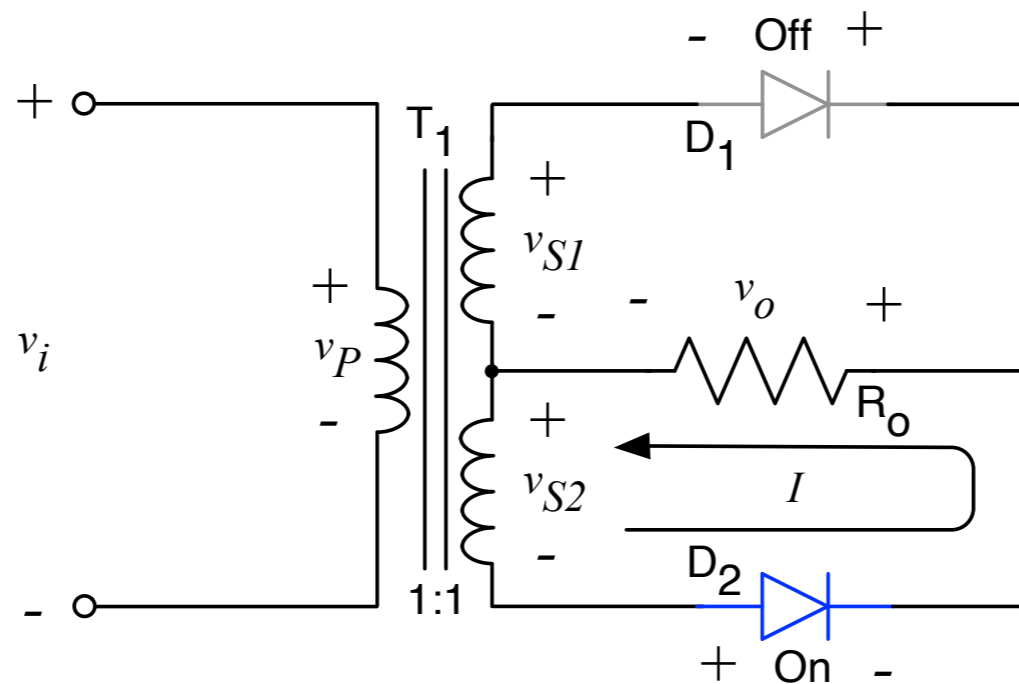 - Off +
+
T1
D1
+
vS1
-
+
vP
-
vi
- vo +
Ro
+
vS2
-
I
D2
1:1
-
+ On -